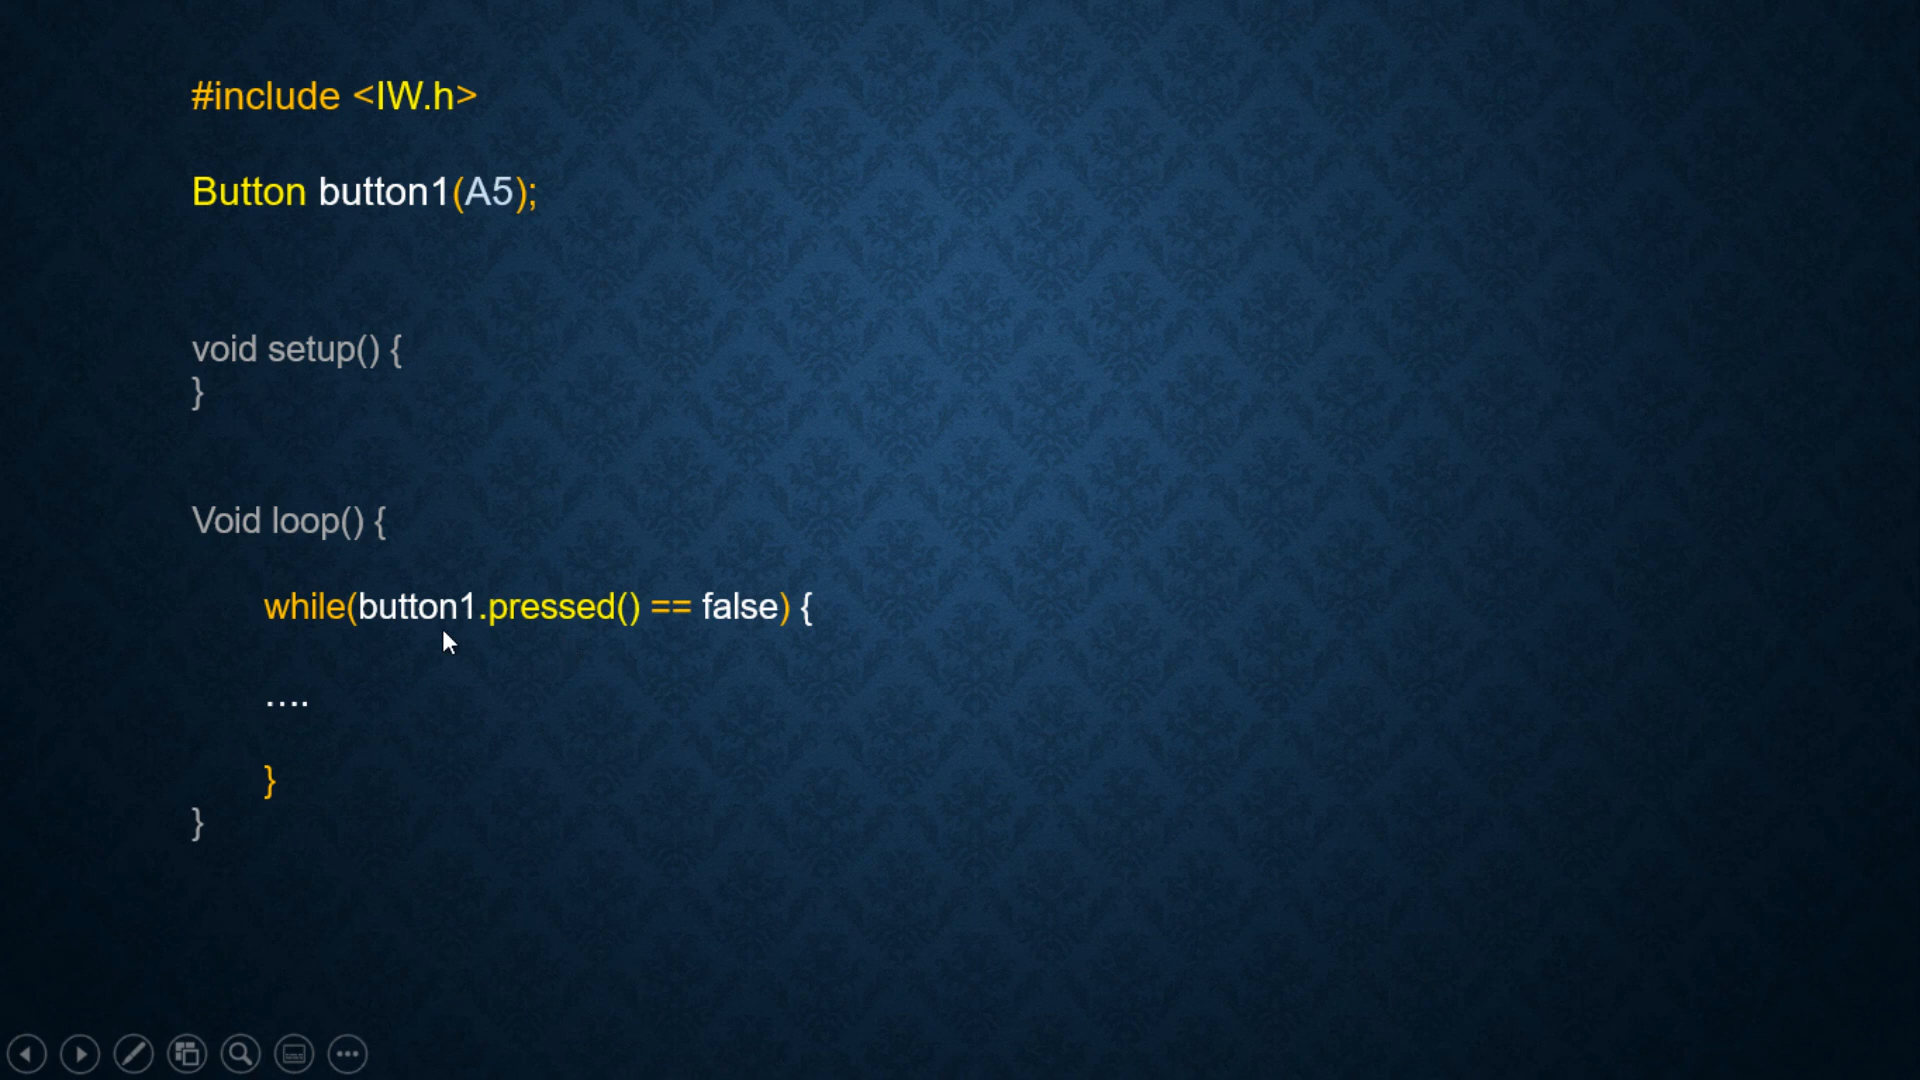 #include <IW.h>
Button button1(A5);
void setup() {
}
Void loop() {
while(button1.pressed() == false) {
....
}
}